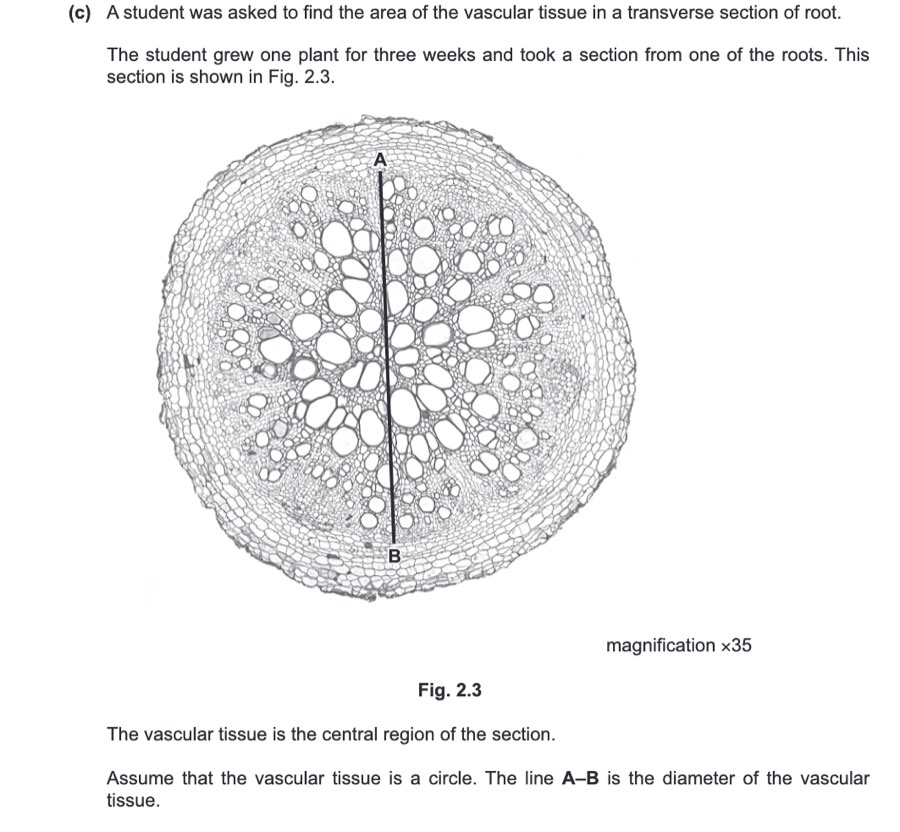 (c) A student was asked to find the area of the vascular tissue in a transverse section of root.
The student grew one plant for three weeks and took a section from one of the roots. This
section is shown in Fig. 2.3.
A
B
magnification ×35
Fig. 2.3
The vascular tissue is the central region of the section.
Assume that the vascular tissue is a circle. The line A–B is the diameter of the vascular
tissue.